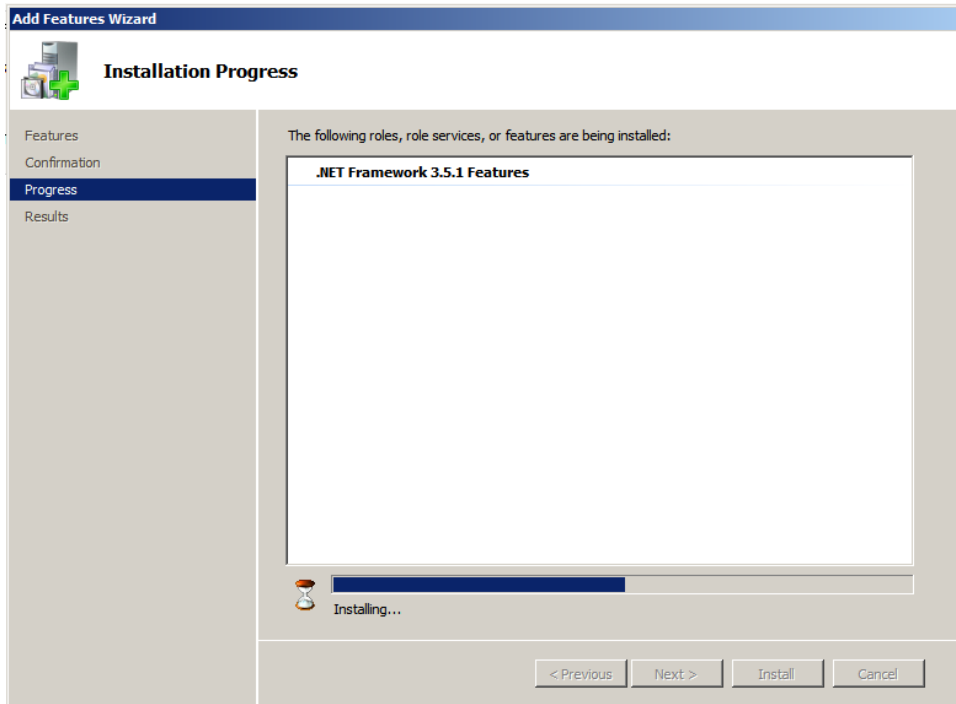 Add Features Wizard
Installation Progress
Features
Confirmation
Progress
Results
The following roles, role services, or features are being installed:
.NET Framework 3.5.1 Features
Installing...
< Previous
Next >
Install
Cancel